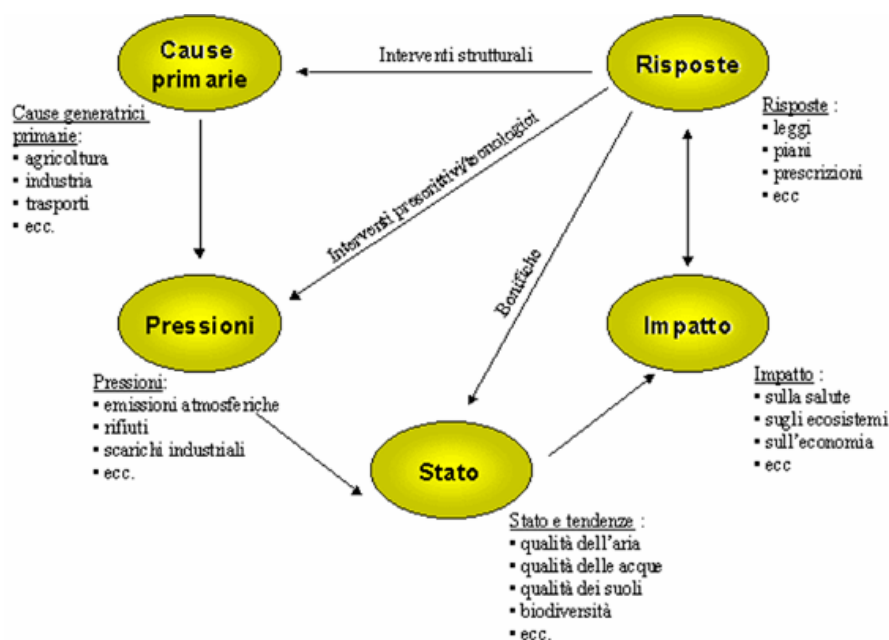 Cause
primarie
Interventi strutturali
Risposte
Cause generatrici
primarie:
▪ agricoltura
▪ industria
▪ trasporti
▪ ecc.
Risposte :
▪ leggi
▪ piani
▪ prescrizioni
▪ ecc
Interventi prescrittivi/tecnologici
Bonifiche
Pressioni
Impatto
Pressioni:
▪ emissioni atmosferiche
▪ rifiuti
▪ scarichi industriali
▪ ecc.
Impatto :
▪ sulla salute
▪ sugli ecosistemi
▪ sull'economia
▪ ecc
Stato
Stato e tendenze :
▪ qualità dell'aria
▪ qualità delle acque
▪ qualità dei suoli
▪ biodiversità
▪ ecc.